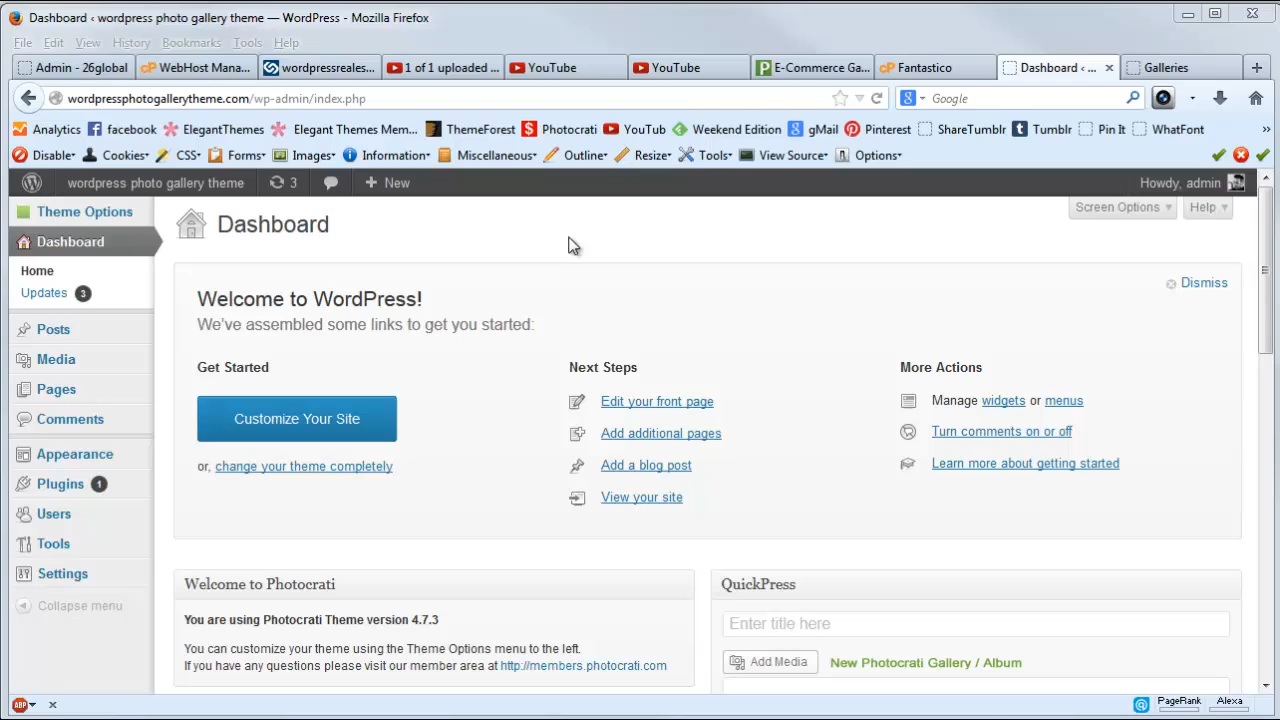 Dashboard ‹ wordpress photo gallery theme — WordPress - Mozilla Firefox
File Edit View History Bookmarks Tools Help
Admin - 26global cP WebHost Mana... wordpressreales... 1 of 1 uploaded ... YouTube YouTube E-Commerce Ga... cP Fantastico Dashboard ‹ ... Galleries
wordpressphotogallerytheme.com/wp-admin/index.php Google
Analytics facebook ElegantThemes Elegant Themes Mem... ThemeForest Photocrati YouTub Weekend Edition gMail Pinterest ShareTumblr Tumblr Pin It WhatFont
Disable Cookies CSS Forms Images Information Miscellaneous Outline Resize Tools View Source Options
wordpress photo gallery theme 3 New Howdy, admin
Theme Options
Dashboard
Home
Updates 3
Posts
Media
Pages
Comments
Appearance
Plugins 1
Users
Tools
Settings
Collapse menu
Dashboard
Screen Options Help
Welcome to WordPress!
Dismiss
We've assembled some links to get you started:
Get Started
Customize Your Site
or, change your theme completely
Next Steps
Edit your front page
Add additional pages
Add a blog post
View your site
More Actions
Manage widgets or menus
Turn comments on or off
Learn more about getting started
Welcome to Photocrati
You are using Photocrati Theme version 4.7.3
You can customize your theme using the Theme Options menu to the left.
If you have any questions please visit our member area at http://members.photocrati.com
QuickPress
Enter title here
Add Media New Photocrati Gallery / Album
ABP PageRank Alexa